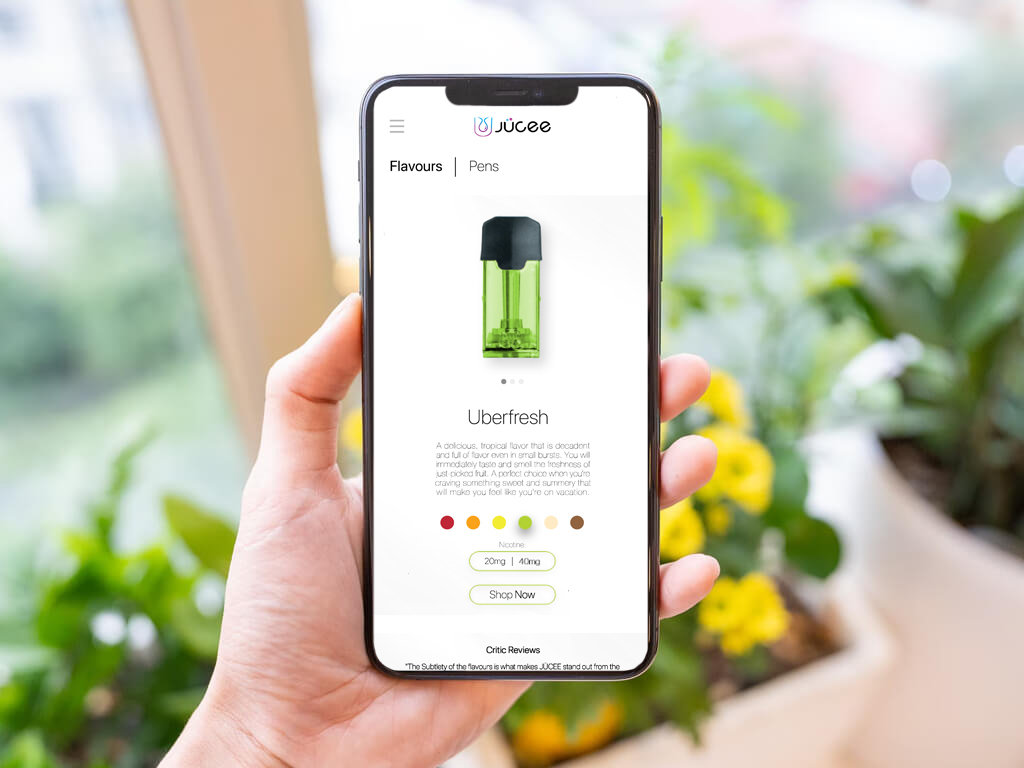 JÜCEE
Flavours | Pens
Uberfresh
A delicious, tropical flavor that is decadent
and full of flavor even in small bursts. You will
immediately taste and smell the freshness of
just-picked fruit. A perfect choice when you're
craving something sweet and summery that
will make you feel like you're on vacation.
Nicotine
20mg | 40mg
Shop Now
Critic Reviews
"The Subtlety of the flavours is what makes JÜCEE stand out from the